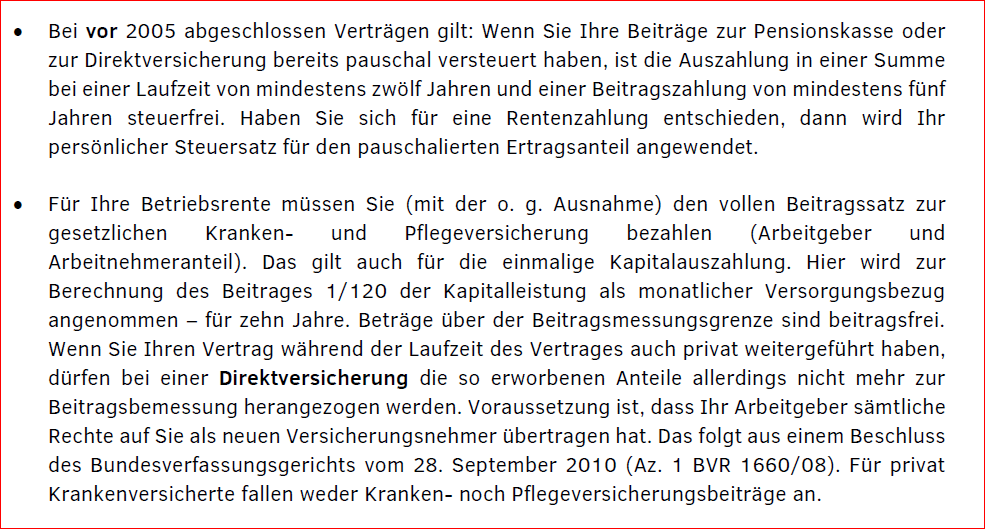 • Bei vor 2005 abgeschlossen Verträgen gilt: Wenn Sie Ihre Beiträge zur Pensionskasse oder
zur Direktversicherung bereits pauschal versteuert haben, ist die Auszahlung in einer Summe
bei einer Laufzeit von mindestens zwölf Jahren und einer Beitragszahlung von mindestens fünf
Jahren steuerfrei. Haben Sie sich für eine Rentenzahlung entschieden, dann wird Ihr
persönlicher Steuersatz für den pauschalierten Ertragsanteil angewendet.
• Für Ihre Betriebsrente müssen Sie (mit der o. g. Ausnahme) den vollen Beitragssatz zur
gesetzlichen Kranken- und Pflegeversicherung bezahlen (Arbeitgeber und
Arbeitnehmeranteil). Das gilt auch für die einmalige Kapitalauszahlung. Hier wird zur
Berechnung des Beitrages 1/120 der Kapitalleistung als monatlicher Versorgungsbezug
angenommen – für zehn Jahre. Beträge über der Beitragsmessungsgrenze sind beitragsfrei.
Wenn Sie Ihren Vertrag während der Laufzeit des Vertrages auch privat weitergeführt haben,
dürfen bei einer Direktversicherung die so erworbenen Anteile allerdings nicht mehr zur
Beitragsbemessung herangezogen werden. Voraussetzung ist, dass Ihr Arbeitgeber sämtliche
Rechte auf Sie als neuen Versicherungsnehmer übertragen hat. Das folgt aus einem Beschluss
des Bundesverfassungsgerichts vom 28. September 2010 (Az. 1 BVR 1660/08). Für privat
Krankenversicherte fallen weder Kranken- noch Pflegeversicherungsbeiträge an.